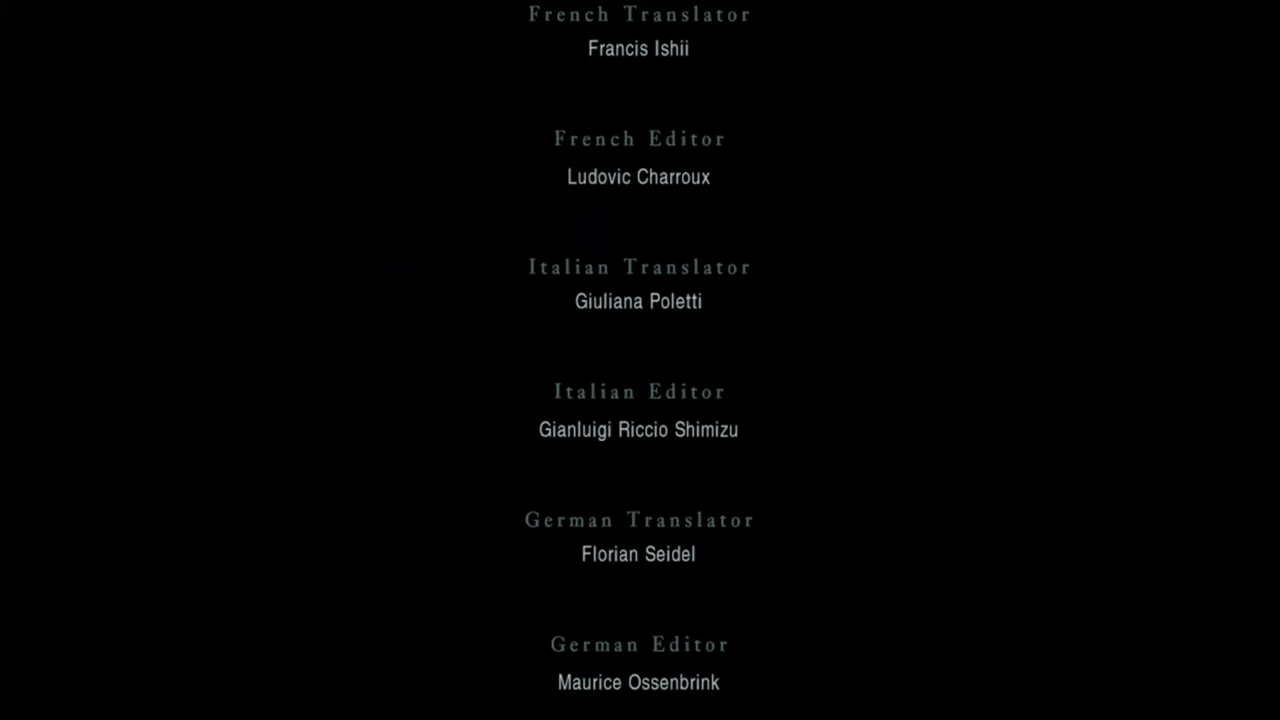 French Translator
Francis Ishii
French Editor
Ludovic Charroux
Italian Translator
Giuliana Poletti
Italian Editor
Gianluigi Riccio Shimizu
German Translator
Florian Seidel
German Editor
Maurice Ossenbrink